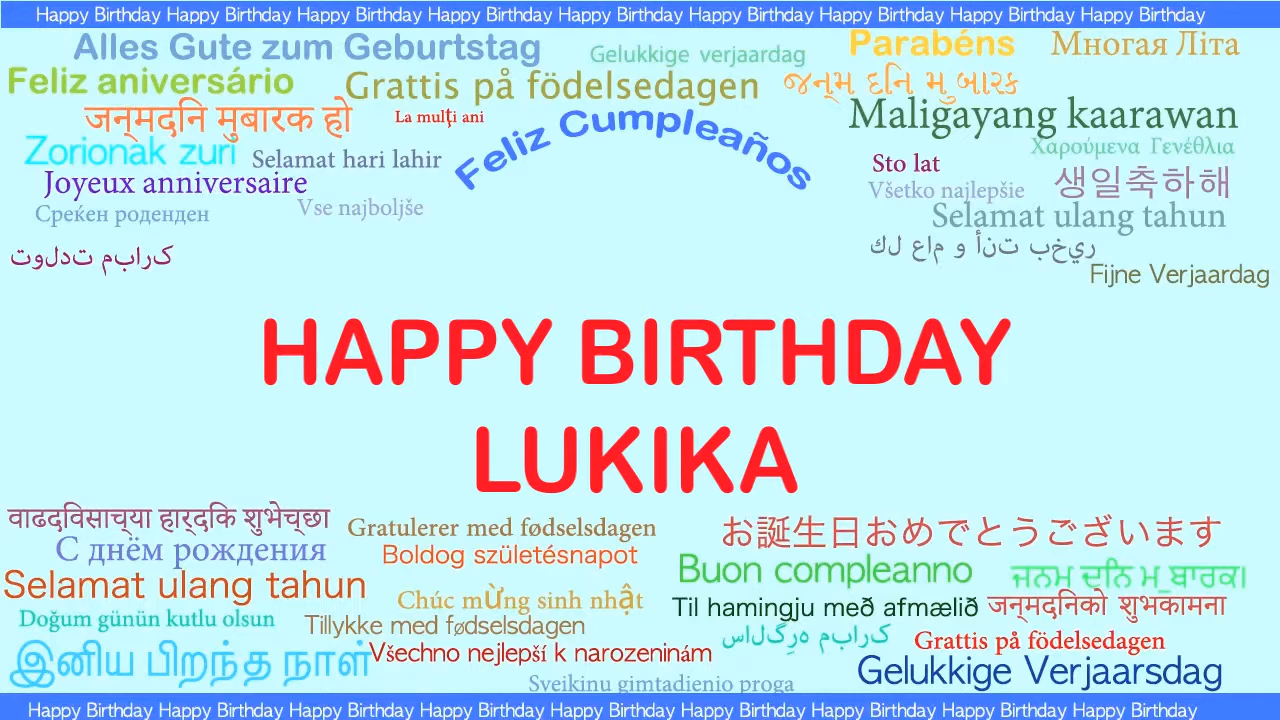 Happy Birthday Happy Birthday Happy Birthday Happy Birthday Happy Birthday Happy Birthday Happy Birthday Happy Birthday Happy Birthday
Alles Gute zum Geburtstag
Gelukkige verjaardag
Parabéns
Многая Літа
Feliz aniversário
Grattis på födelsedagen
જન્મ દિન મુબારક
जन्मदिन मुबारक हो
La mulţi ani
Feliz Cumpleaños
Maligayang kaarawan
Zorionak zuri
Selamat hari lahir
Χαρούμενα Γενέθλια
Sto lat
Joyeux anniversaire
Všetko najlepšie
생일축하해
Среќен роденден
Vse najboljše
Selamat ulang tahun
تولدت مبارک
كل عام و أنت بخير
Fijne Verjaardag
HAPPY BIRTHDAY
LUKIKA
वाढदिवसाच्या हार्दिक शुभेच्छा
Gratulerer med fødselsdagen
お誕生日おめでとうございます
С днём рождения
Boldog születésnapot
Buon compleanno
ਜਨਮ ਦਿਨ ਮੁਬਾਰਕ।
Selamat ulang tahun
Chúc mừng sinh nhật
Til hamingju með afmælið
जन्मदिनको शुभकामना
Doğum günün kutlu olsun
Tillykke med fødselsdagen
سالگرہ مبارک
Grattis på födelsedagen
இனிய பிறந்த நாள்
Všechno nejlepší k narozeninám
Gelukkige Verjaarsdag
Sveikinu gimtadienio proga
Happy Birthday Happy Birthday Happy Birthday Happy Birthday Happy Birthday Happy Birthday Happy Birthday Happy Birthday Happy Birthday